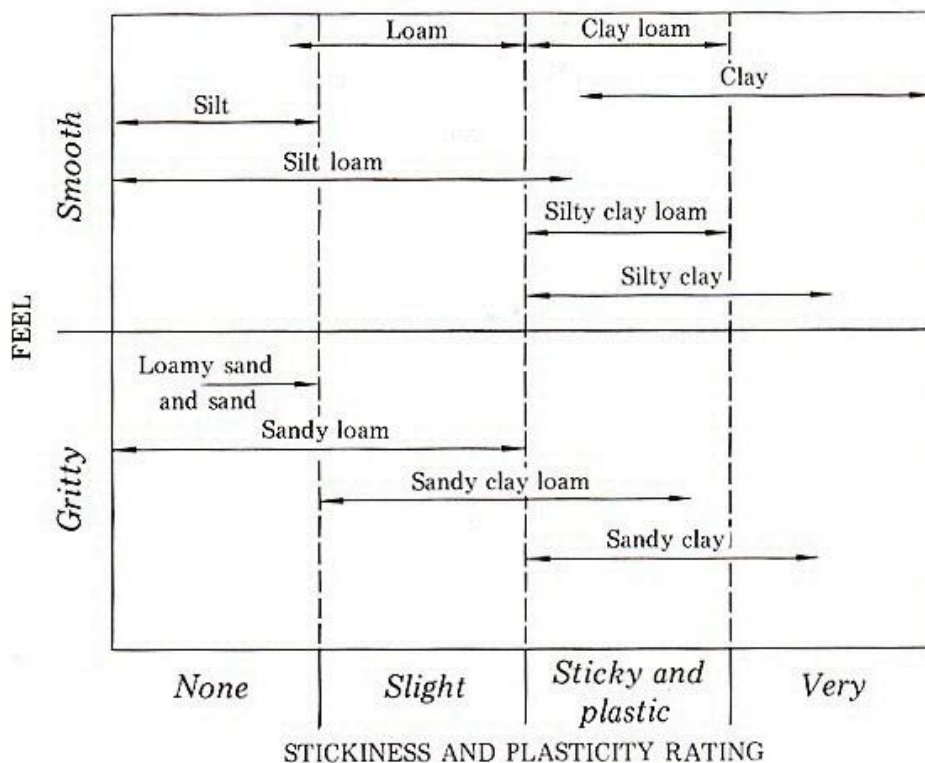 Loam
Clay loam
Clay
Silt
Silt loam
Silty clay loam
Silty clay
Smooth
FEEL
Loamy sand
and sand
Sandy loam
Sandy clay loam
Sandy clay
Gritty
None
Slight
Sticky and
plastic
Very
STICKINESS AND PLASTICITY RATING